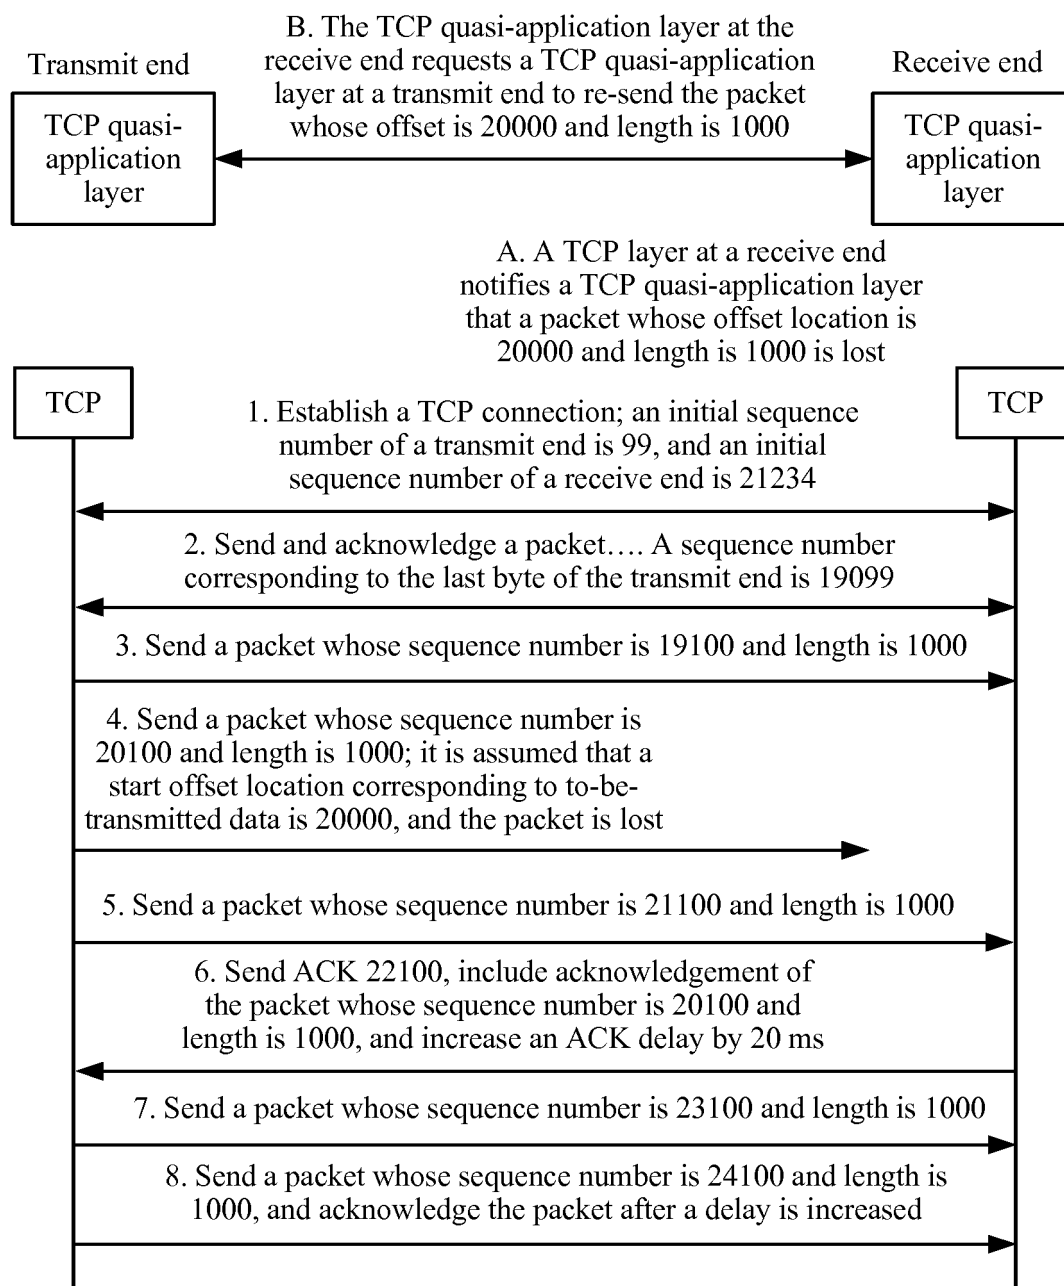 B. The TCP quasi-application layer at the
receive end requests a TCP quasi-application
layer at a transmit end to re-send the packet
whose offset is 20000 and length is 1000
Transmit end
Receive end
TCP quasi-
application
layer
TCP quasi-
application
layer
A. A TCP layer at a receive end
notifies a TCP quasi-application layer
that a packet whose offset location is
20000 and length is 1000 is lost
TCP
TCP
1. Establish a TCP connection; an initial sequence
number of a transmit end is 99, and an initial
sequence number of a receive end is 21234
2. Send and acknowledge a packet…. A sequence number
corresponding to the last byte of the transmit end is 19099
3. Send a packet whose sequence number is 19100 and length is 1000
4. Send a packet whose sequence number is
20100 and length is 1000; it is assumed that a
start offset location corresponding to to-be-
transmitted data is 20000, and the packet is lost
5. Send a packet whose sequence number is 21100 and length is 1000
6. Send ACK 22100, include acknowledgement of
the packet whose sequence number is 20100 and
length is 1000, and increase an ACK delay by 20 ms
7. Send a packet whose sequence number is 23100 and length is 1000
8. Send a packet whose sequence number is 24100 and length is
1000, and acknowledge the packet after a delay is increased